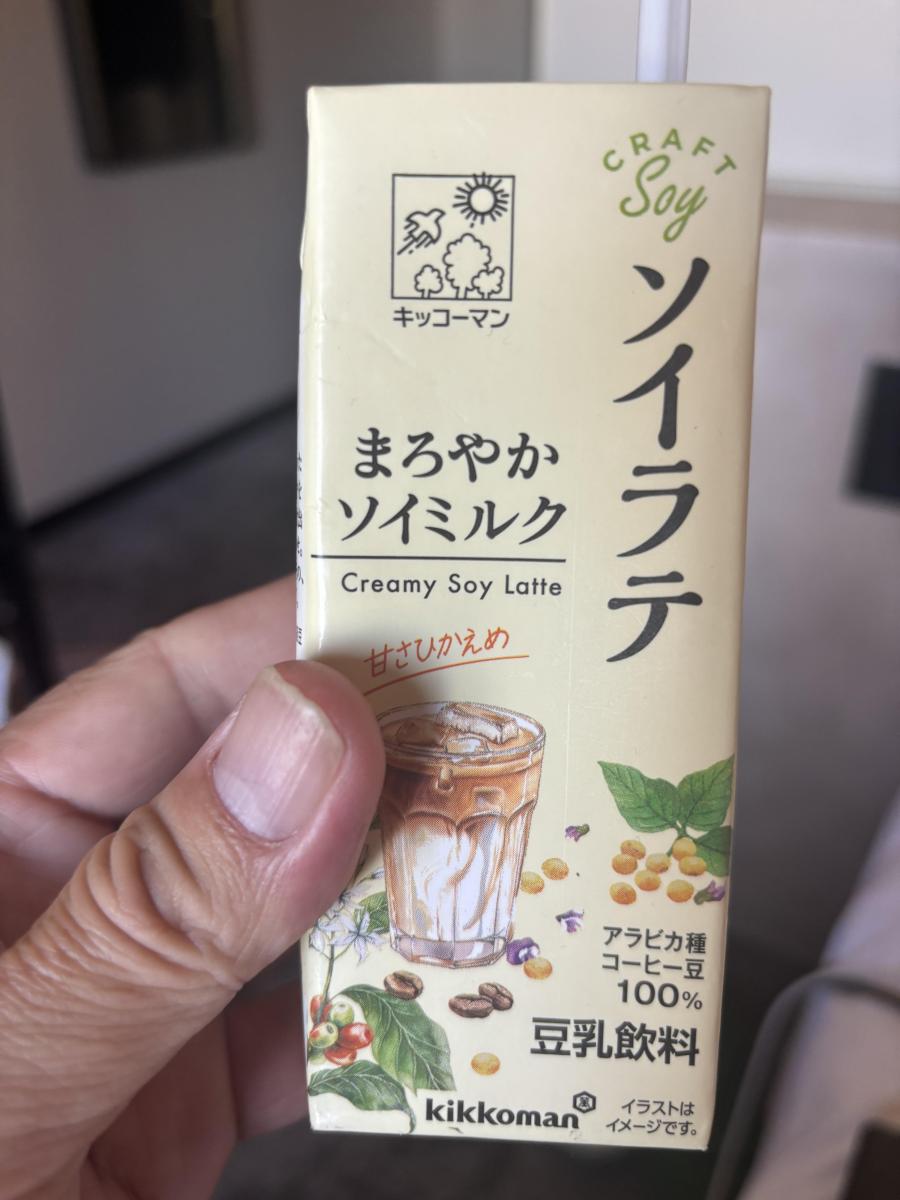 CRAFT
Soy
ソイラテ
キッコーマン
まろやか
ソイミルク
Creamy Soy Latte
甘さひかえめ
アラビカ種
コーヒー豆
100%
豆乳飲料
kikkoman
イラストは
イメージです。